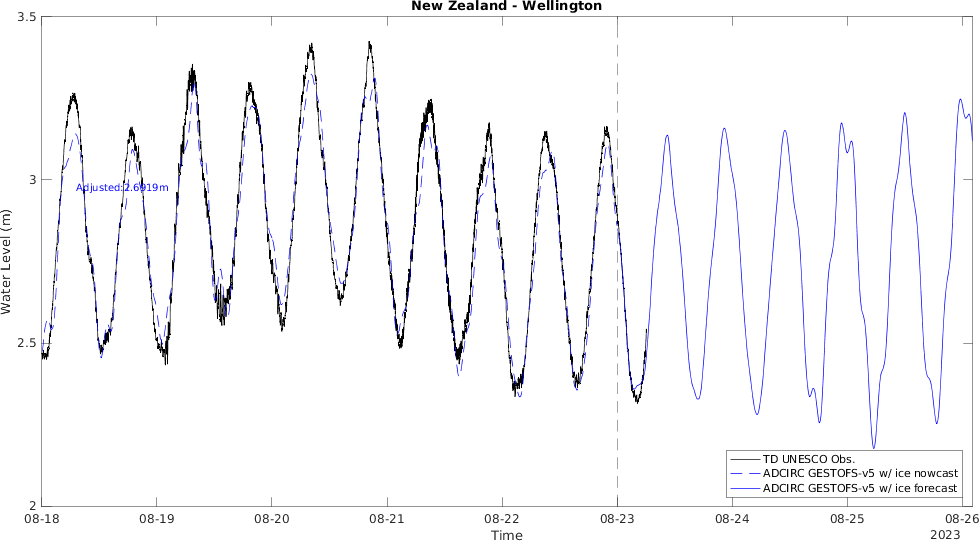 New Zealand - Wellington
3.5
3
2.5
2
Water Level (m)
Adjusted:2.6919m
TD UNESCO Obs.
ADCIRC GESTOFS-v5 w/ ice nowcast
ADCIRC GESTOFS-v5 w/ ice forecast
08-18 08-19 08-20 08-21 08-22 08-23 08-24 08-25 08-26
Time
2023